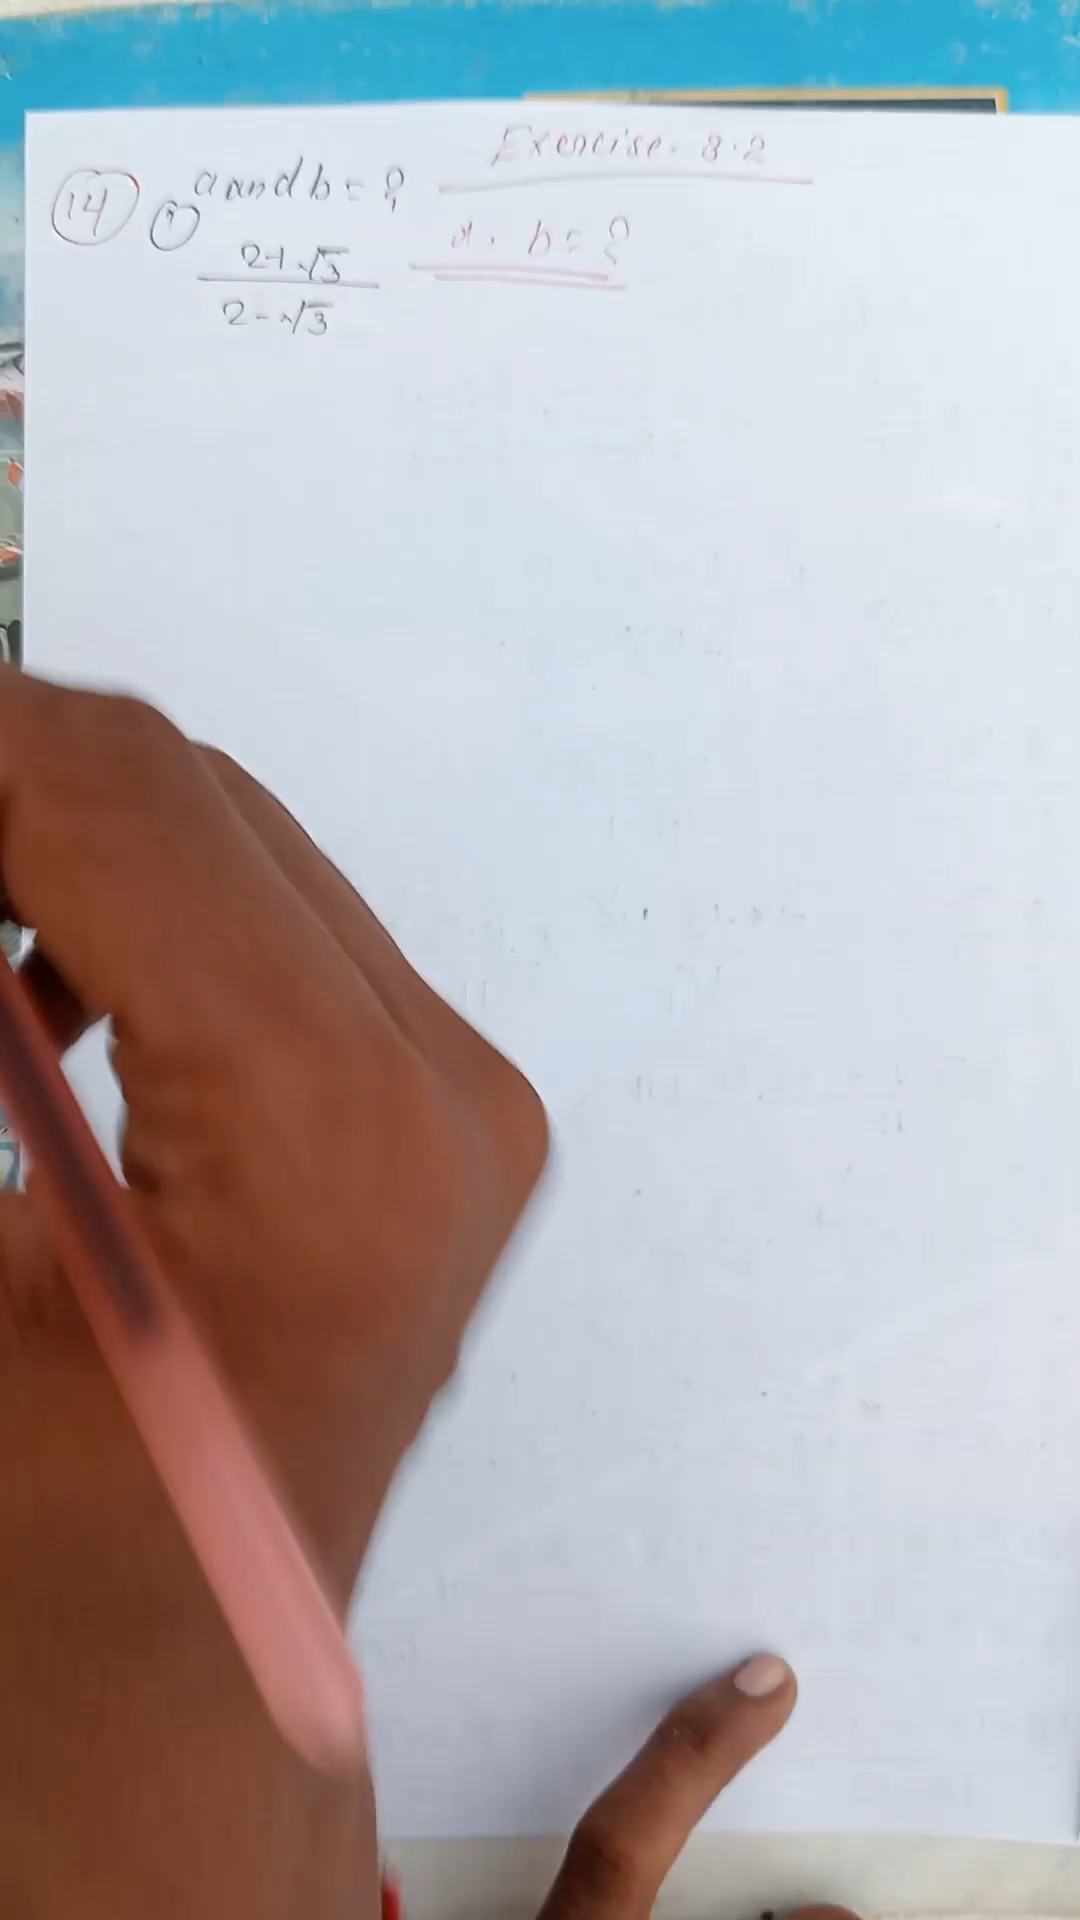 Exercise. 3.2
14 i a and b = ?
a, b = ?
2+√3
2-√3